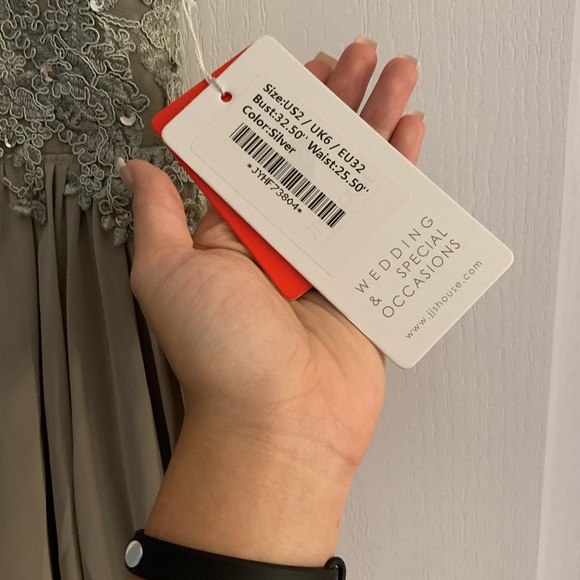 Size:US2 / UK6 / EU32
Bust:32.50'' Waist:25.50''
Color:Silver
*JYHF73804*
WEDDING
SPECIAL
& OCCASIONS
www.jjshouse.com